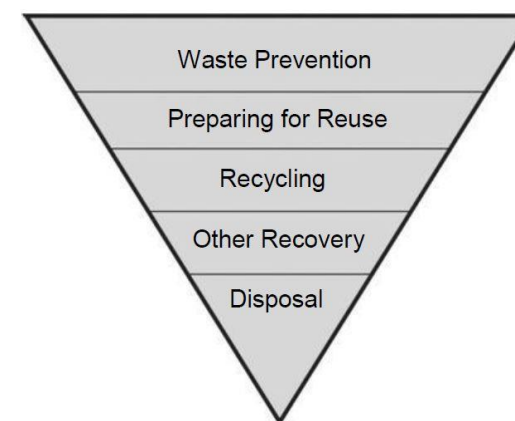 Waste Prevention
Preparing for Reuse
Recycling
Other Recovery
Disposal